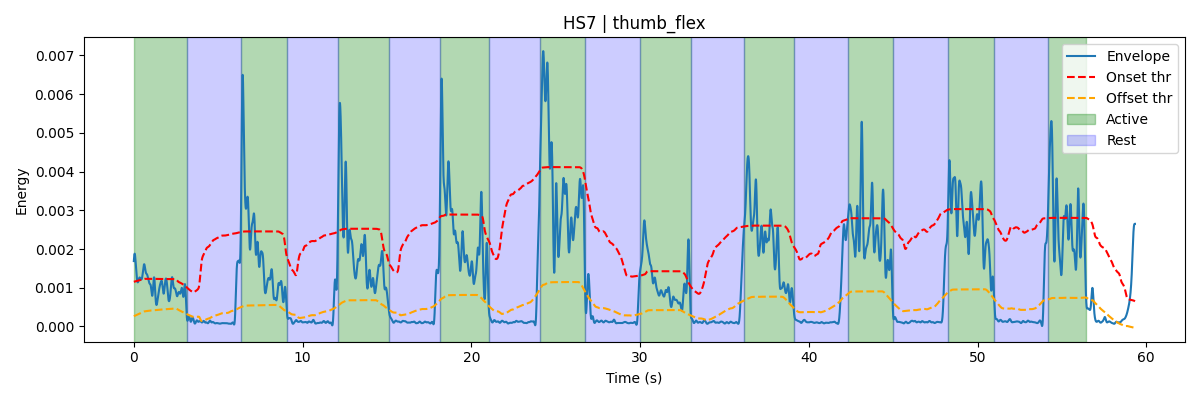 HS7 | thumb_flex
Energy
0.007
0.006
0.005
0.004
0.003
0.002
0.001
0.000
0
10
20
30
40
50
60
Time (s)
Envelope
Onset thr
Offset thr
Active
Rest